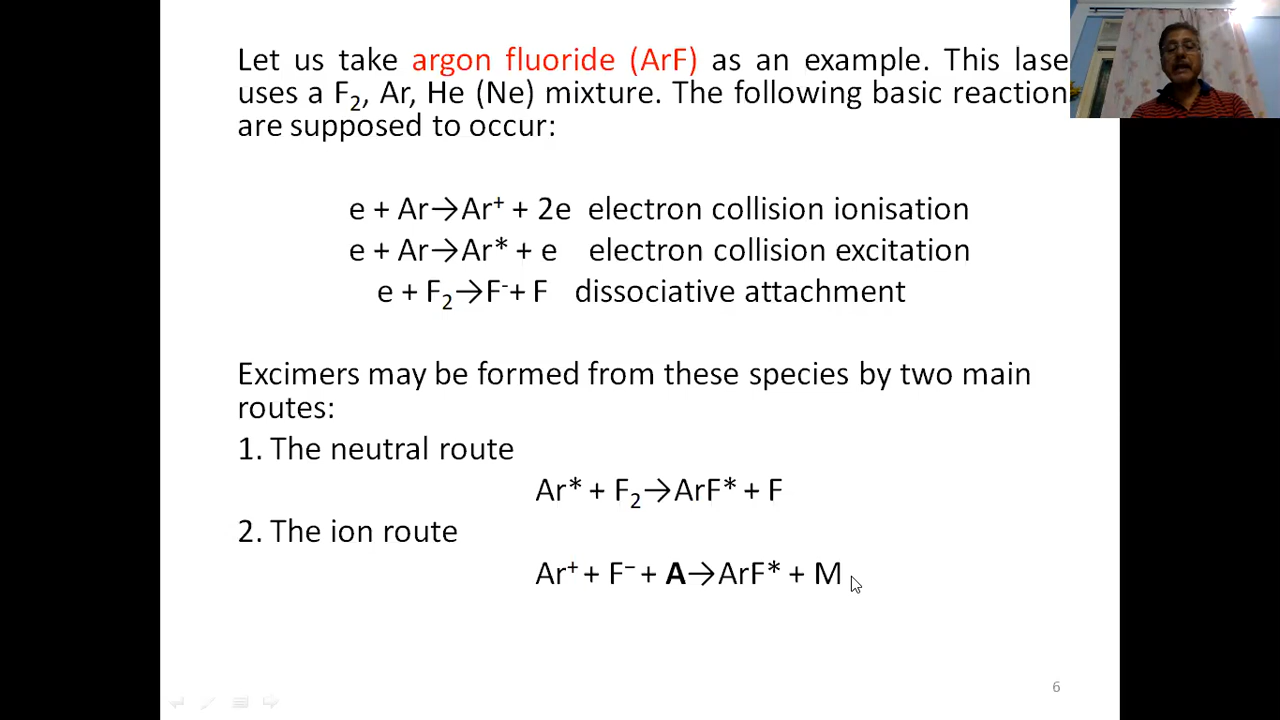 Let us take argon fluoride (ArF) as an example. This lase
uses a F₂, Ar, He (Ne) mixture. The following basic reaction
are supposed to occur:
e + Ar→Ar⁺ + 2e electron collision ionisation
e + Ar→Ar* + e electron collision excitation
e + F₂→F⁻+ F dissociative attachment
Excimers may be formed from these species by two main
routes:
1. The neutral route
Ar* + F₂→ArF* + F
2. The ion route
Ar⁺ + F⁻ + A→ArF* + M
6